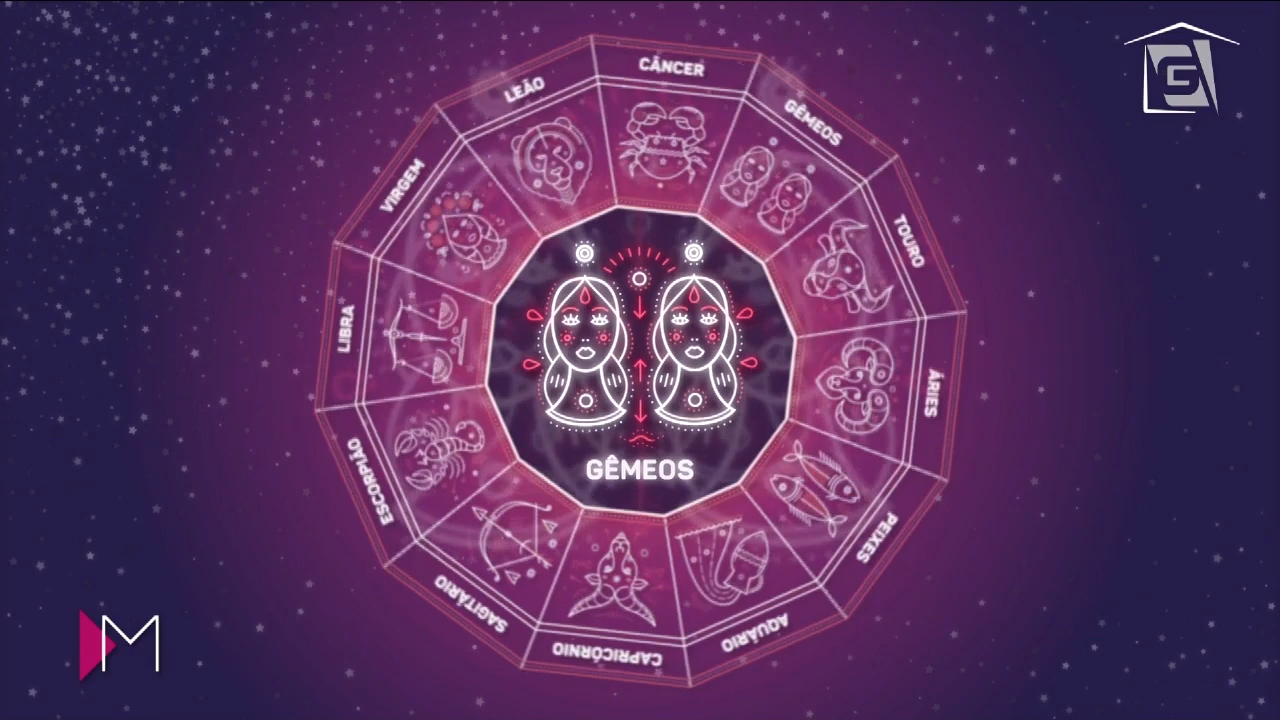 CÂNCER
GÊMEOS
TOURO
ÁRIES
PEIXES
AQUÁRIO
CAPRICÓRNIO
SAGITÁRIO
ESCORPIÃO
LIBRA
VIRGEM
LEÃO
GÊMEOS
G
M